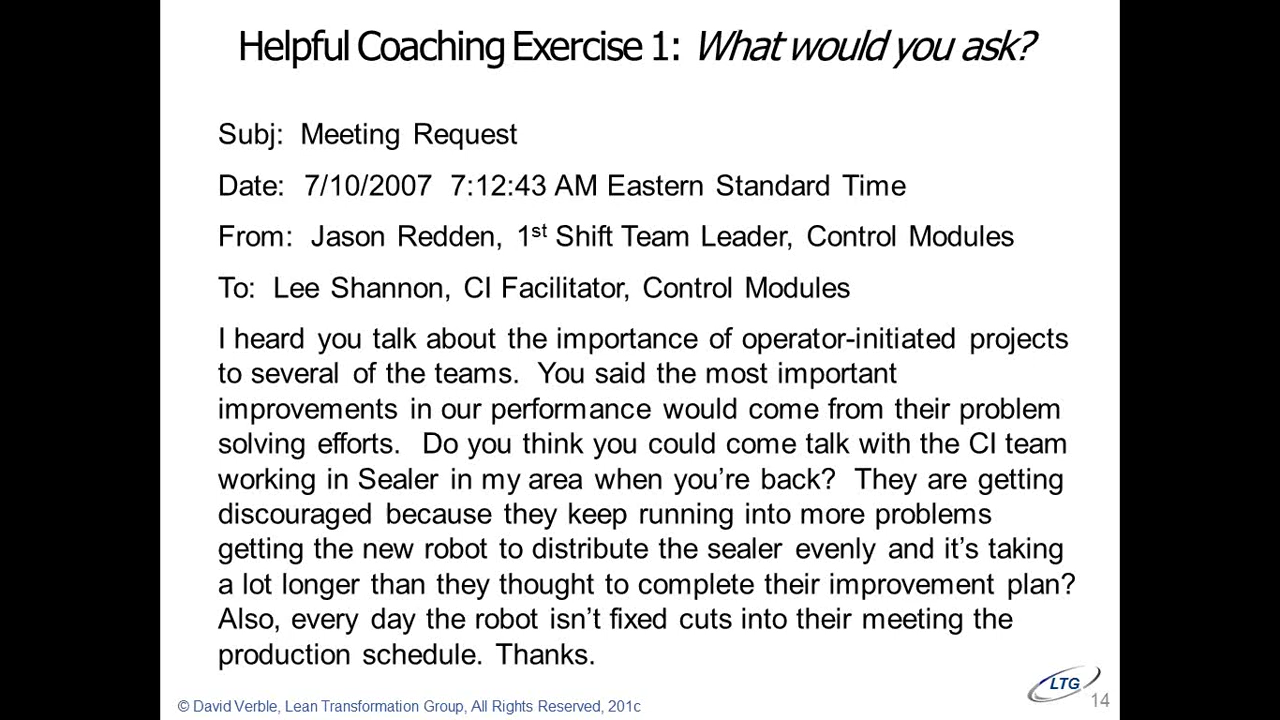 Helpful Coaching Exercise 1: What would you ask?
Subj: Meeting Request
Date: 7/10/2007 7:12:43 AM Eastern Standard Time
From: Jason Redden, 1st Shift Team Leader, Control Modules
To: Lee Shannon, CI Facilitator, Control Modules
I heard you talk about the importance of operator-initiated projects
to several of the teams. You said the most important
improvements in our performance would come from their problem
solving efforts. Do you think you could come talk with the CI team
working in Sealer in my area when you're back? They are getting
discouraged because they keep running into more problems
getting the new robot to distribute the sealer evenly and it's taking
a lot longer than they thought to complete their improvement plan?
Also, every day the robot isn't fixed cuts into their meeting the
production schedule. Thanks.
LTG
© David Verble, Lean Transformation Group, All Rights Reserved, 201c
14